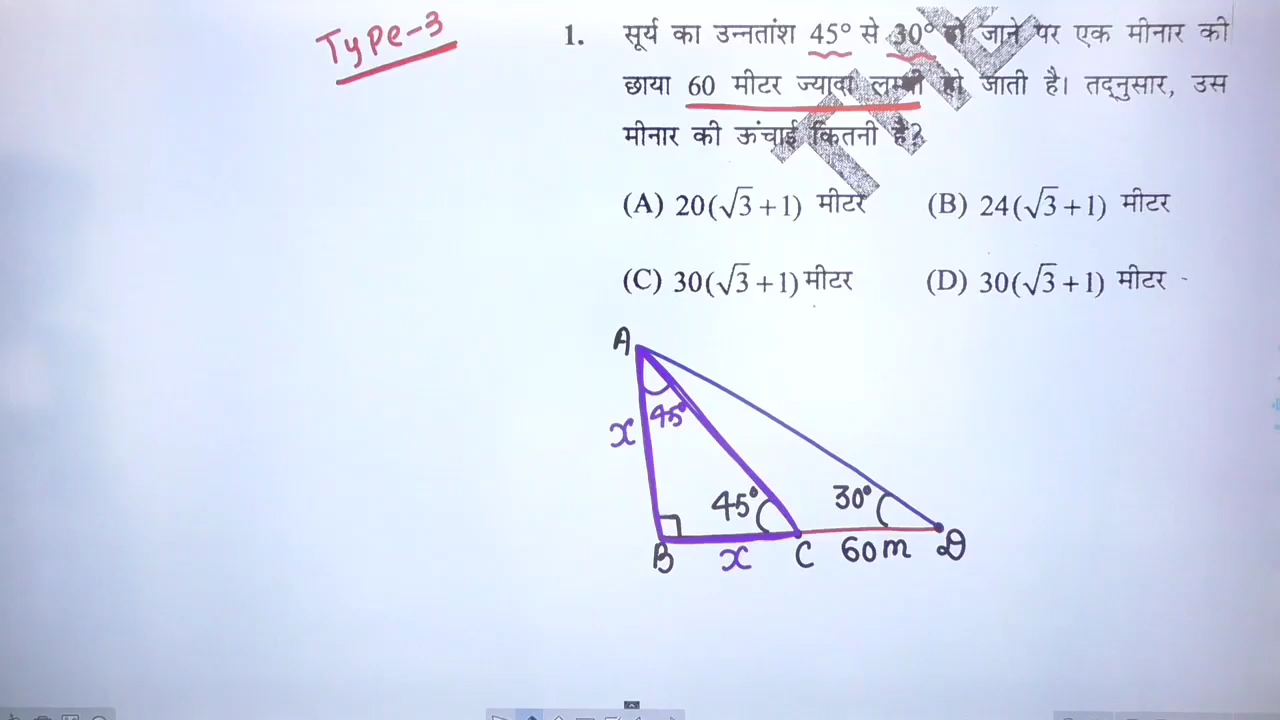 Type-3
1. सूर्य का उन्नतांश 45° से 30° हो जाने पर एक मीनार की
छाया 60 मीटर ज्यादा लम्बी हो जाती है। तद्नुसार, उस
मीनार की ऊंचाई कितनी है?
(A) 20(√3+1) मीटर (B) 24(√3+1) मीटर
(C) 30(√3+1) मीटर (D) 30(√3+1) मीटर
A
x 45°
45° 30°
B x C 60m D